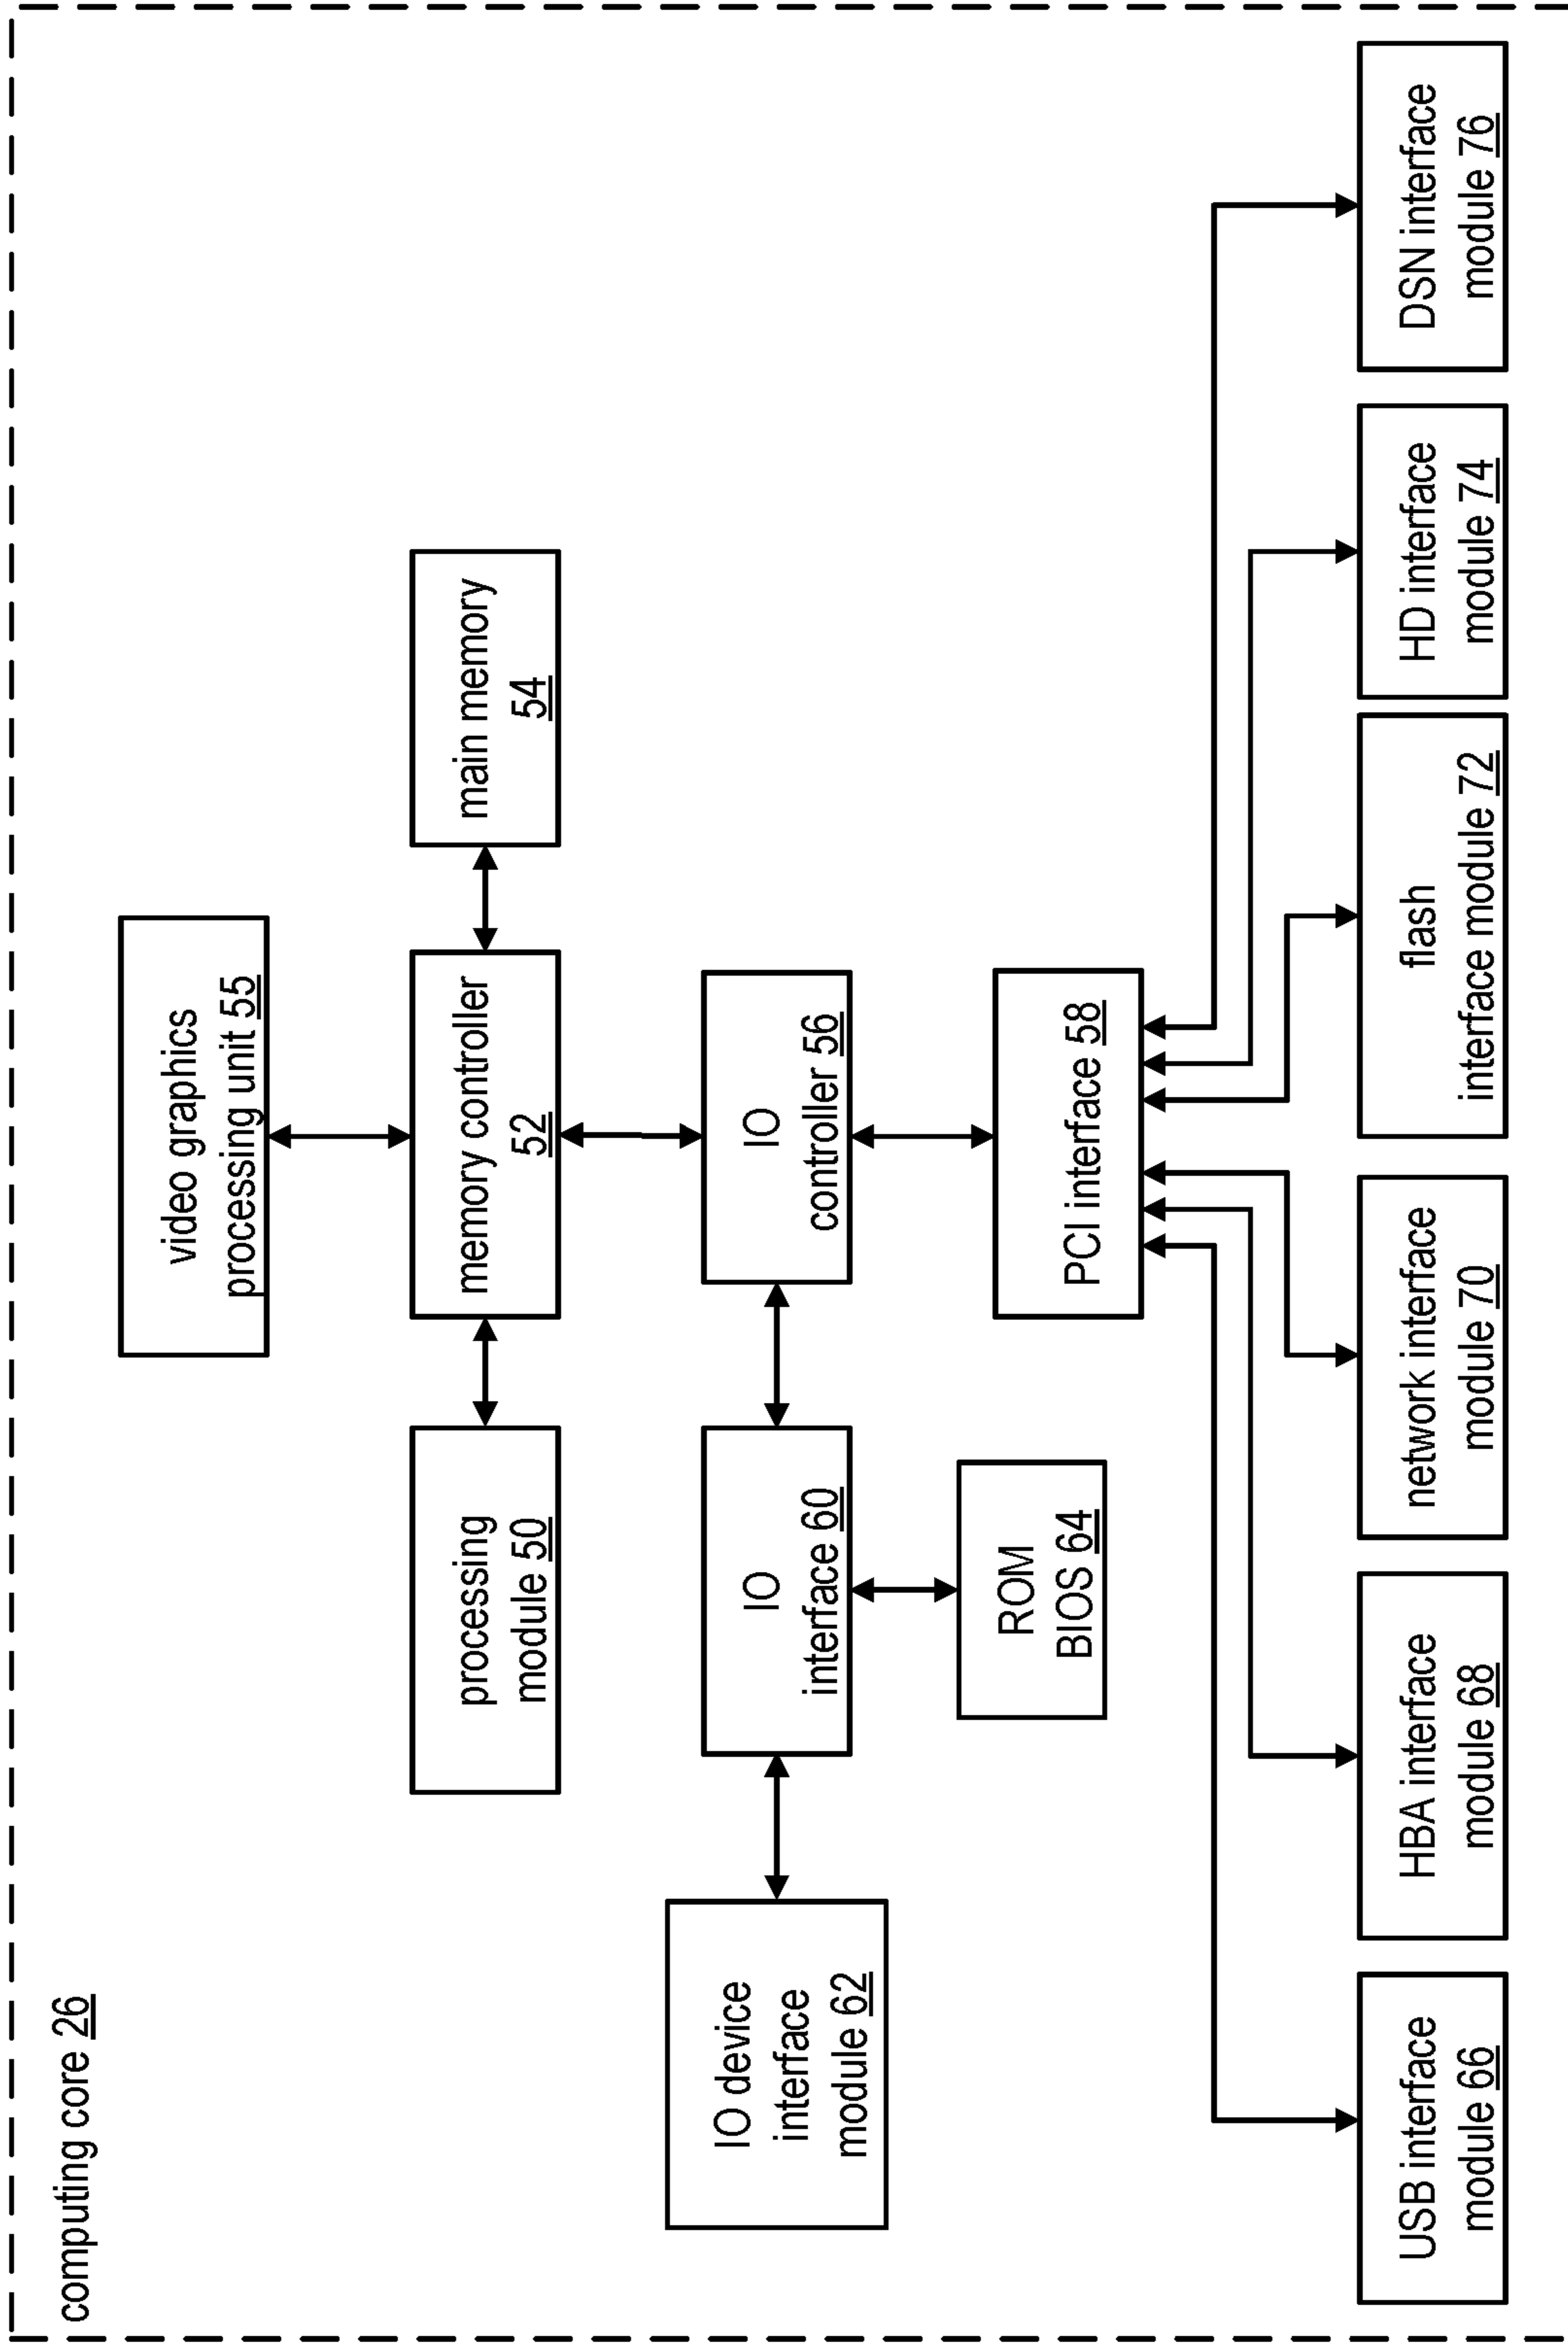 computing core 26
video graphics
processing unit 55
processing
module 50
memory controller
52
main memory
54
IO device
interface
module 62
IO
interface 60
IO
controller 56
ROM
BIOS 64
PCI interface 58
USB interface
module 66
HBA interface
module 68
network interface
module 70
flash
interface module 72
HD interface
module 74
DSN interface
module 76